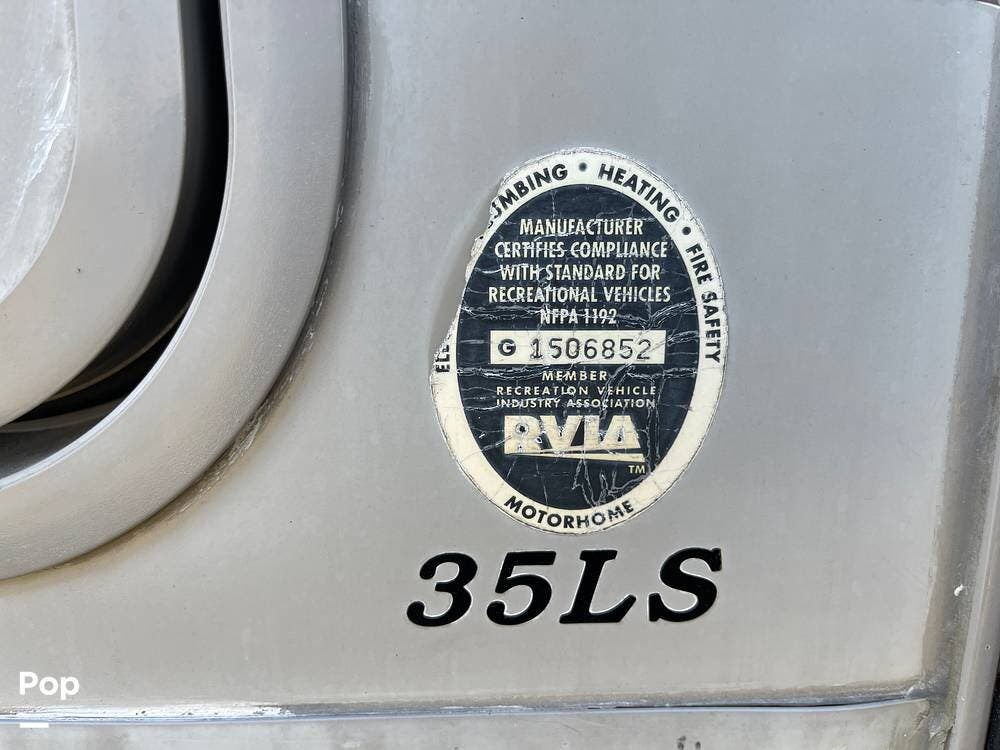 HEATING • FIRE SAFETY
MANUFACTURER
CERTIFIES COMPLIANCE
WITH STANDARD FOR
RECREATIONAL VEHICLES
NFPA 1192
G 1506852
MEMBER
RECREATION VEHICLE
INDUSTRY ASSOCIATION
RVIA
TM
MOTORHOME
35LS
Pop